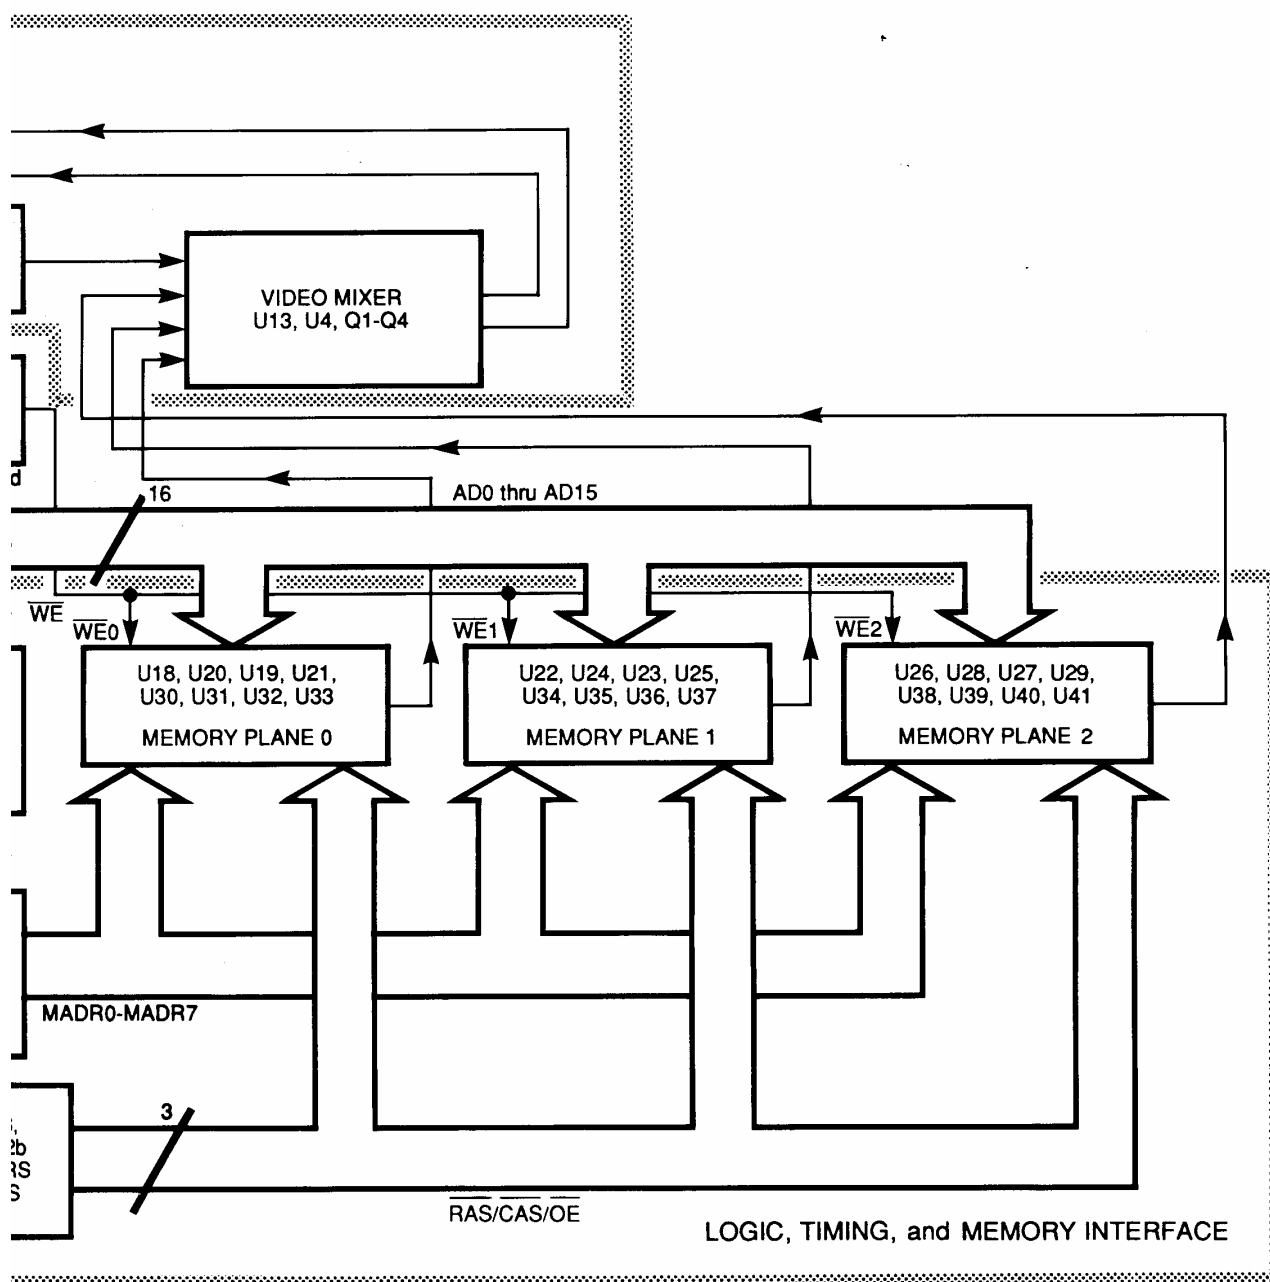 VIDEO MIXER
U13, U4, Q1-Q4
d
16
AD0 thru AD15
WE
WE0
WE1
WE2
U18, U20, U19, U21,
U30, U31, U32, U33
MEMORY PLANE 0
U22, U24, U23, U25,
U34, U35, U36, U37
MEMORY PLANE 1
U26, U28, U27, U29,
U38, U39, U40, U41
MEMORY PLANE 2
MADR0-MADR7
3
2b
RS
S
RAS/CAS/OE
LOGIC, TIMING, and MEMORY INTERFACE